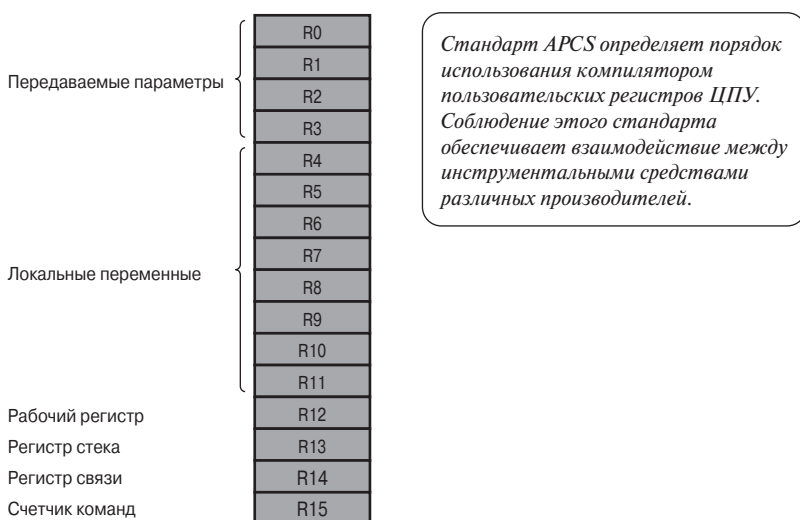 R0
R1
Передаваемые параметры
R2
R3
R4
R5
R6
R7
Локальные переменные
R8
R9
R10
R11
Рабочий регистр R12
Регистр стека R13
Регистр связи R14
Счетчик команд R15
Стандарт APCS определяет порядок
использования компилятором
пользовательских регистров ЦПУ.
Соблюдение этого стандарта
обеспечивает взаимодействие между
инструментальными средствами
различных производителей.